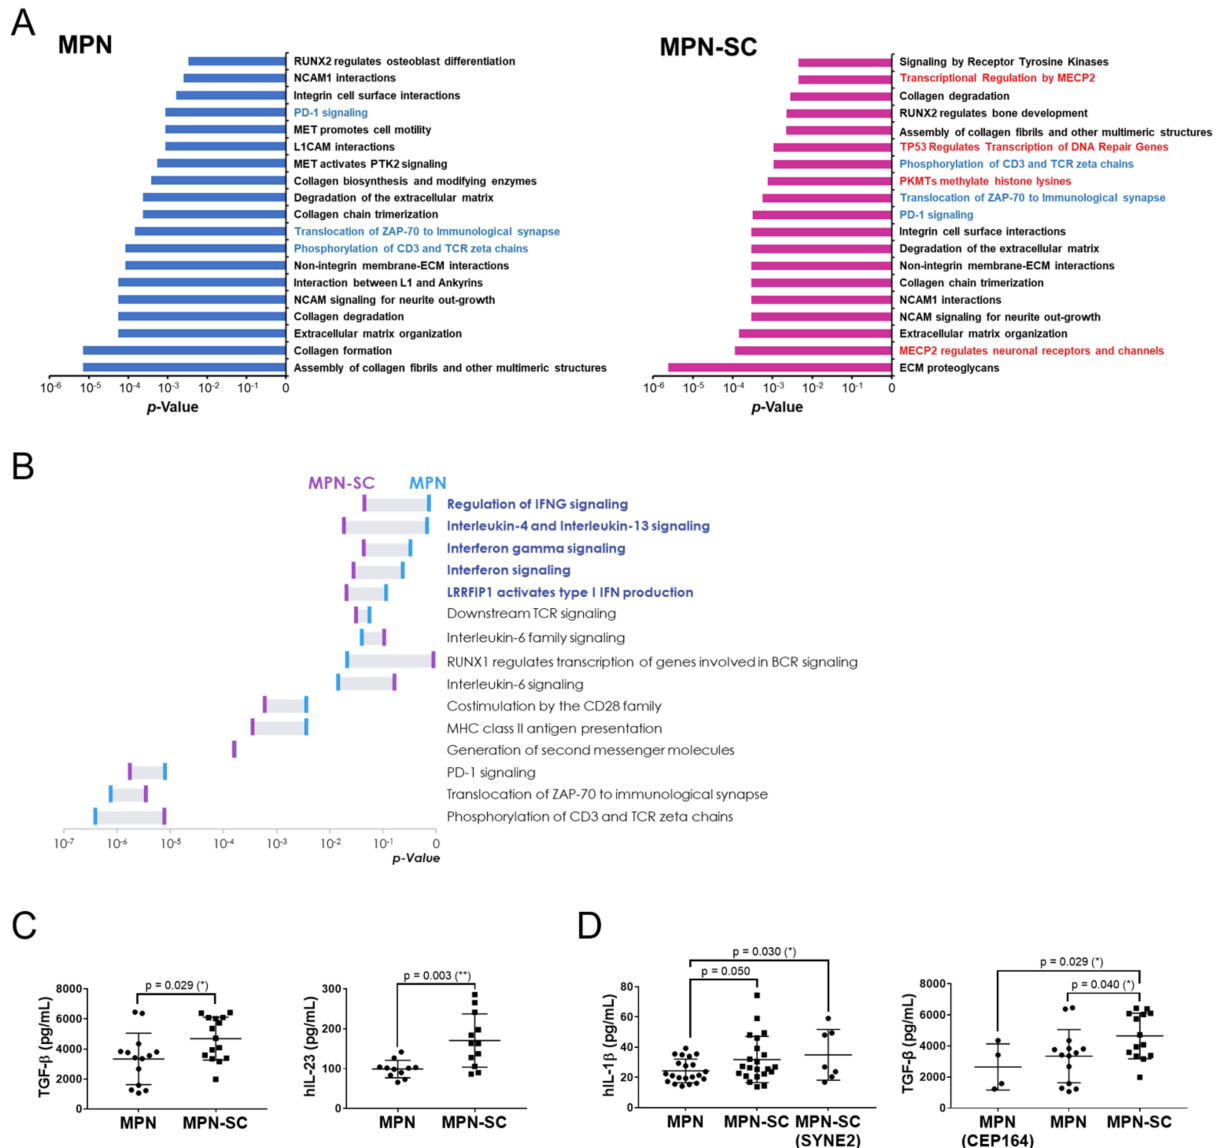 A
MPN
RUNX2 regulates osteoblast differentiation
NCAM1 interactions
Integrin cell surface interactions
PD-1 signaling
MET promotes cell motility
L1CAM interactions
MET activates PTK2 signaling
Collagen biosynthesis and modifying enzymes
Degradation of the extracellular matrix
Collagen chain trimerization
Translocation of ZAP-70 to Immunological synapse
Phosphorylation of CD3 and TCR zeta chains
Non-integrin membrane-ECM interactions
Interaction between L1 and Ankyrins
NCAM signaling for neurite out-growth
Collagen degradation
Extracellular matrix organization
Collagen formation
Assembly of collagen fibrils and other multimeric structures
10-6 10-5 10-4 10-3 10-2 10-1 0
p-Value
MPN-SC
Signaling by Receptor Tyrosine Kinases
Transcriptional Regulation by MECP2
Collagen degradation
RUNX2 regulates bone development
Assembly of collagen fibrils and other multimeric structures
TP53 Regulates Transcription of DNA Repair Genes
Phosphorylation of CD3 and TCR zeta chains
PKMTs methylate histone lysines
Translocation of ZAP-70 to Immunological synapse
PD-1 signaling
Integrin cell surface interactions
Degradation of the extracellular matrix
Non-integrin membrane-ECM interactions
Collagen chain trimerization
NCAM1 interactions
NCAM signaling for neurite out-growth
Extracellular matrix organization
MECP2 regulates neuronal receptors and channels
ECM proteoglycans
10-6 10-5 10-4 10-3 10-2 10-1 0
p-Value
B
MPN-SC MPN
Regulation of IFNG signaling
Interleukin-4 and Interleukin-13 signaling
Interferon gamma signaling
Interferon signaling
LRRFIP1 activates type I IFN production
Downstream TCR signaling
Interleukin-6 family signaling
RUNX1 regulates transcription of genes involved in BCR signaling
Interleukin-6 signaling
Costimulation by the CD28 family
MHC class II antigen presentation
Generation of second messenger molecules
PD-1 signaling
Translocation of ZAP-70 to immunological synapse
Phosphorylation of CD3 and TCR zeta chains
10-7 10-6 10-5 10-4 10-3 10-2 10-1 0
p-Value
C
p = 0.029 (*)
TGF-β (pg/mL)
8000
6000
4000
2000
0
MPN MPN-SC
p = 0.003 (**)
hIL-23 (pg/mL)
300
200
100
0
MPN MPN-SC
D
p = 0.030 (*)
p = 0.050
hIL-1β (pg/mL)
80
60
40
20
0
MPN MPN-SC MPN-SC
(SYNE2)
p = 0.029 (*)
p = 0.040 (*)
TGF-β (pg/mL)
8000
6000
4000
2000
0
MPN MPN MPN-SC
(CEP164)